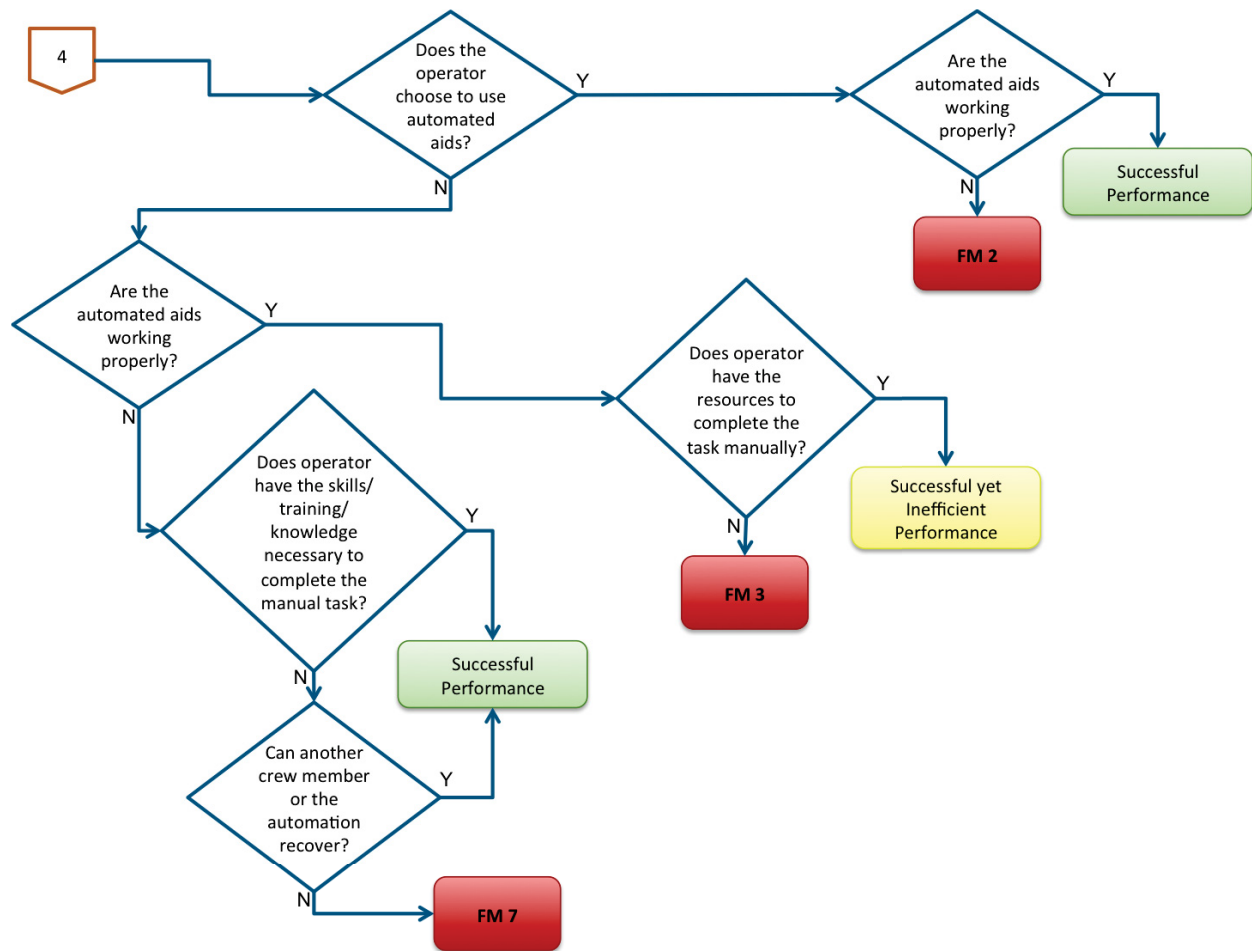 4
Does the
operator
choose to use
automated
aids?
Y
N
Are the
automated aids
working
properly?
Y
N
Successful
Performance
FM 2
Are the
automated aids
working
properly?
Y
N
Does operator
have the
resources to
complete the
task manually?
Y
N
Successful yet
Inefficient
Performance
FM 3
Does operator
have the skills/
training/
knowledge
necessary to
complete the
manual task?
Y
N
Successful
Performance
Can another
crew member
or the
automation
recover?
Y
N
FM 7